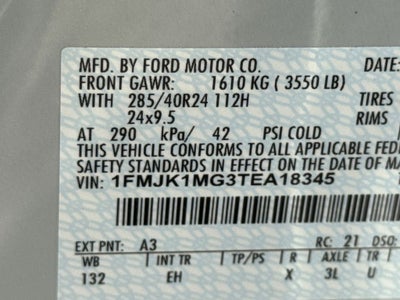 MFD. BY FORD MOTOR CO. DATE:
FRONT GAWR: 1610 KG ( 3550 LB)
WITH 285/40R24 112H TIRES
24x9.5 RIMS
AT 290 kPa/ 42 PSI COLD
THIS VEHICLE CONFORMS TO ALL APPLICABLE FEDE
SAFETY STANDARDS IN EFFECT ON THE DATE OF MA
VIN: 1FMJK1MG3TEA18345
EXT PNT: A3 RC: 21 DSO:
WB INT TR TP/PS R AXLE TR
132 EH X 3L U